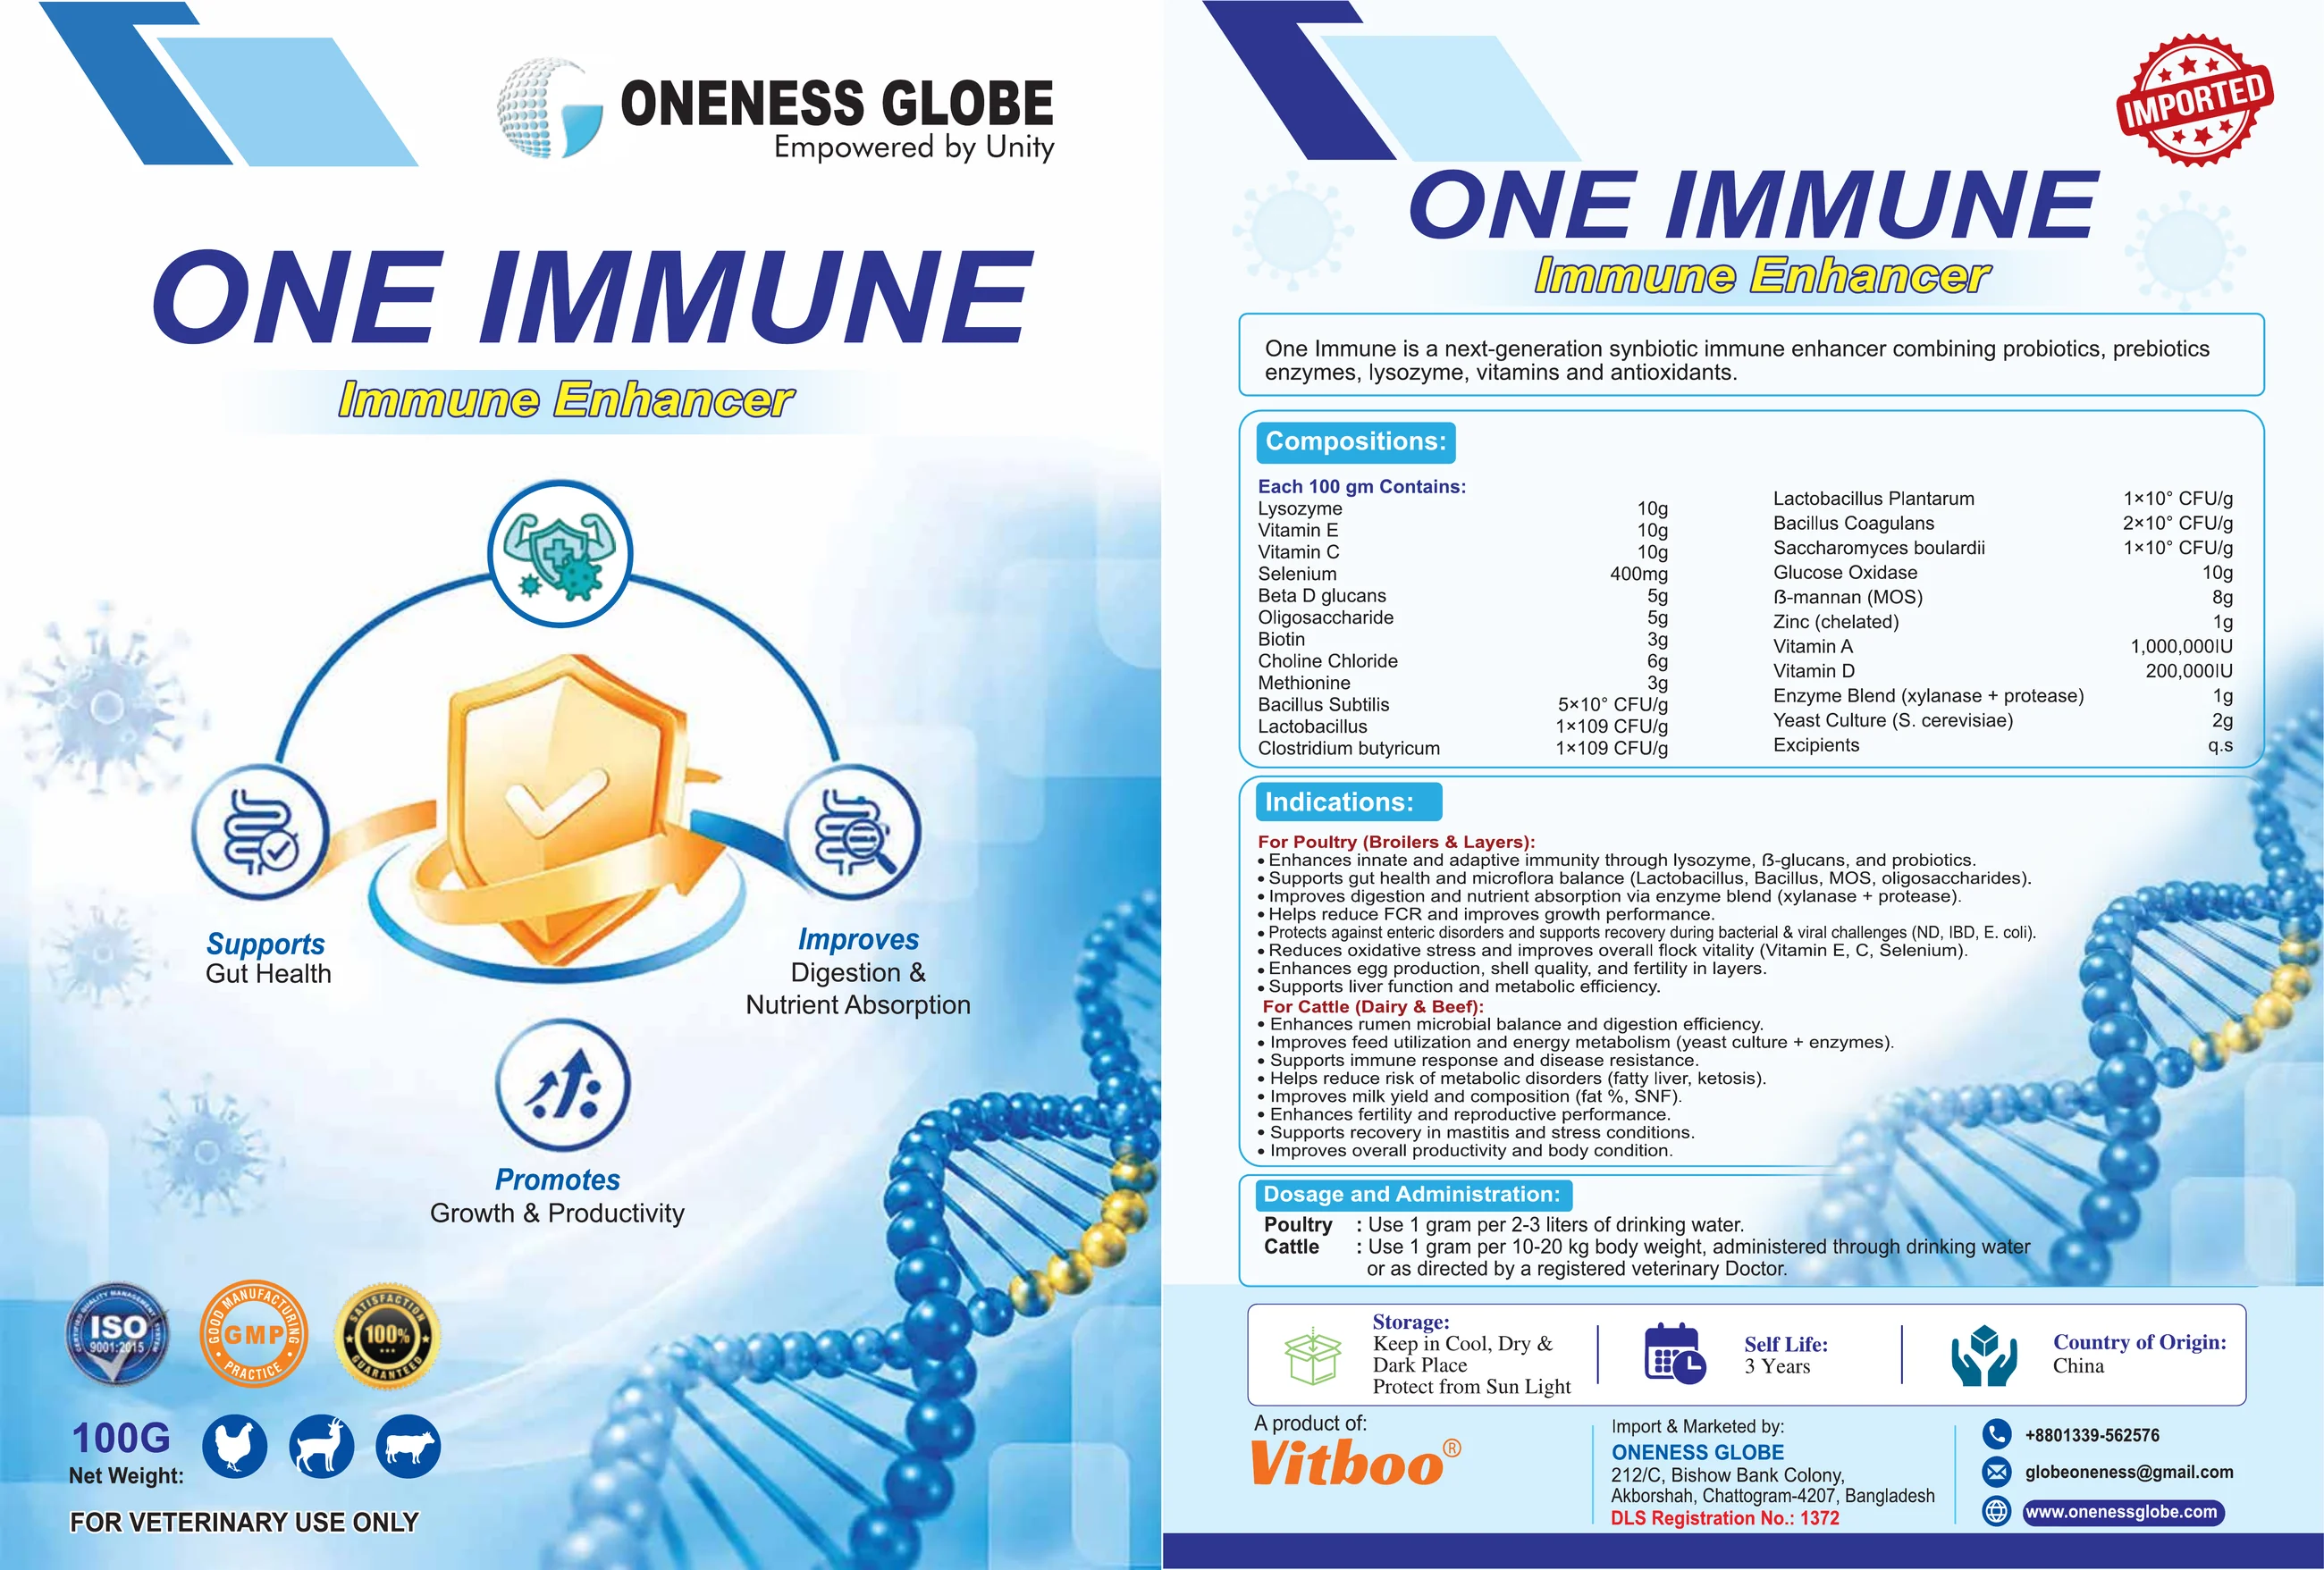 ONENESS GLOBE
Empowered by Unity
ONE IMMUNE
Immune Enhancer
Supports
Gut Health
Improves
Digestion &
Nutrient Absorption
Promotes
Growth & Productivity
CERTIFIED QUALITY MANAGEMENT SYSTEM
ISO
9001:2015
GOOD MANUFACTURING
GMP
PRACTICE
SATISFACTION
100%
GUARANTEED
100G
Net Weight:
FOR VETERINARY USE ONLY
IMPORTED
ONE IMMUNE
Immune Enhancer
One Immune is a next-generation synbiotic immune enhancer combining probiotics, prebiotics
enzymes, lysozyme, vitamins and antioxidants.
Compositions:
Each 100 gm Contains:
Lysozyme 10g
Vitamin E 10g
Vitamin C 10g
Selenium 400mg
Beta D glucans 5g
Oligosaccharide 5g
Biotin 3g
Choline Chloride 6g
Methionine 3g
Bacillus Subtilis 5×10° CFU/g
Lactobacillus 1×109 CFU/g
Clostridium butyricum 1×109 CFU/g
Lactobacillus Plantarum 1×10° CFU/g
Bacillus Coagulans 2×10° CFU/g
Saccharomyces boulardii 1×10° CFU/g
Glucose Oxidase 10g
ß-mannan (MOS) 8g
Zinc (chelated) 1g
Vitamin A 1,000,000IU
Vitamin D 200,000IU
Enzyme Blend (xylanase + protease) 1g
Yeast Culture (S. cerevisiae) 2g
Excipients q.s
Indications:
For Poultry (Broilers & Layers):
• Enhances innate and adaptive immunity through lysozyme, ß-glucans, and probiotics.
• Supports gut health and microflora balance (Lactobacillus, Bacillus, MOS, oligosaccharides).
• Improves digestion and nutrient absorption via enzyme blend (xylanase + protease).
• Helps reduce FCR and improves growth performance.
• Protects against enteric disorders and supports recovery during bacterial & viral challenges (ND, IBD, E. coli).
• Reduces oxidative stress and improves overall flock vitality (Vitamin E, C, Selenium).
• Enhances egg production, shell quality, and fertility in layers.
• Supports liver function and metabolic efficiency.
For Cattle (Dairy & Beef):
• Enhances rumen microbial balance and digestion efficiency.
• Improves feed utilization and energy metabolism (yeast culture + enzymes).
• Supports immune response and disease resistance.
• Helps reduce risk of metabolic disorders (fatty liver, ketosis).
• Improves milk yield and composition (fat %, SNF).
• Enhances fertility and reproductive performance.
• Supports recovery in mastitis and stress conditions.
• Improves overall productivity and body condition.
Dosage and Administration:
Poultry : Use 1 gram per 2-3 liters of drinking water.
Cattle : Use 1 gram per 10-20 kg body weight, administered through drinking water
or as directed by a registered veterinary Doctor.
Storage:
Keep in Cool, Dry &
Dark Place
Protect from Sun Light
Self Life:
3 Years
Country of Origin:
China
A product of:
Vitboo®
Import & Marketed by:
ONENESS GLOBE
212/C, Bishow Bank Colony,
Akborshah, Chattogram-4207, Bangladesh
DLS Registration No.: 1372
+8801339-562576
globeoneness@gmail.com
www.onenessglobe.com